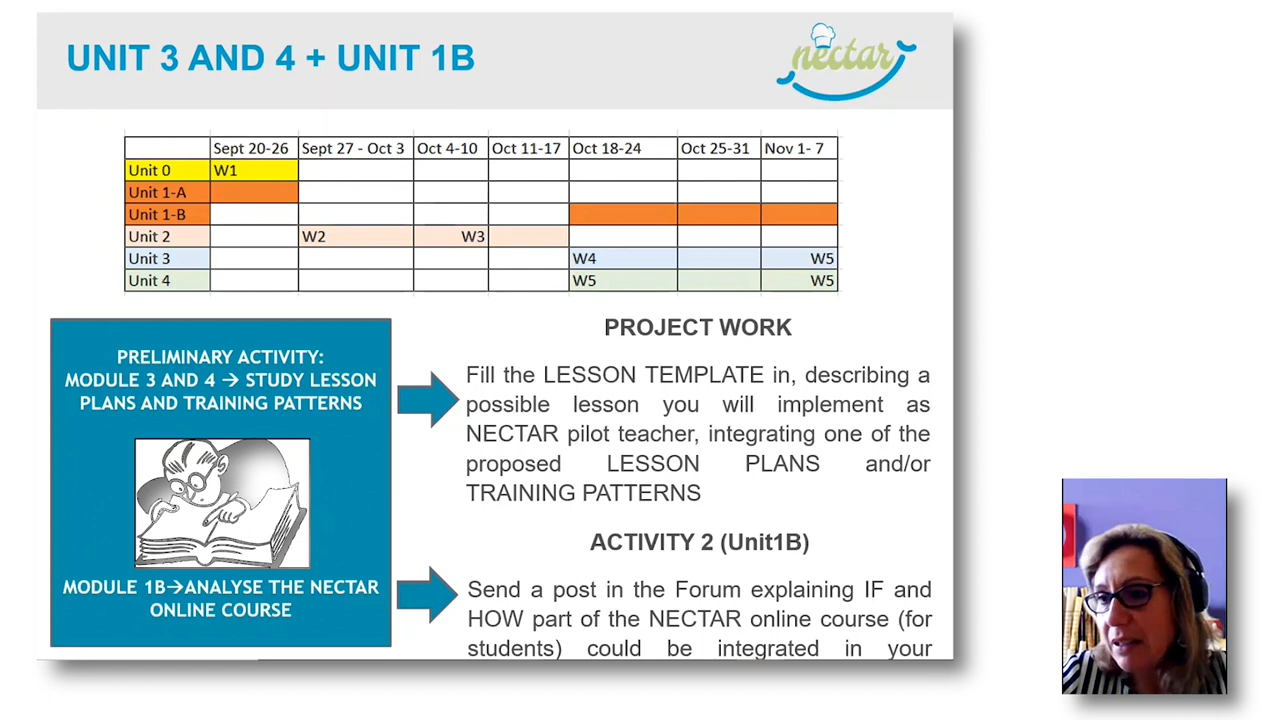 UNIT 3 AND 4 + UNIT 1B
nectar
Sept 20-26 Sept 27 - Oct 3 Oct 4-10 Oct 11-17 Oct 18-24 Oct 25-31 Nov 1- 7
Unit 0 W1
Unit 1-A
Unit 1-B
Unit 2 W2 W3
Unit 3 W4 W5
Unit 4 W5 W5
PRELIMINARY ACTIVITY:
MODULE 3 AND 4 → STUDY LESSON
PLANS AND TRAINING PATTERNS
MODULE 1B→ANALYSE THE NECTAR
ONLINE COURSE
PROJECT WORK
Fill the LESSON TEMPLATE in, describing a
possible lesson you will implement as
NECTAR pilot teacher, integrating one of the
proposed LESSON PLANS and/or
TRAINING PATTERNS
ACTIVITY 2 (Unit1B)
Send a post in the Forum explaining IF and
HOW part of the NECTAR online course (for
students) could be integrated in your